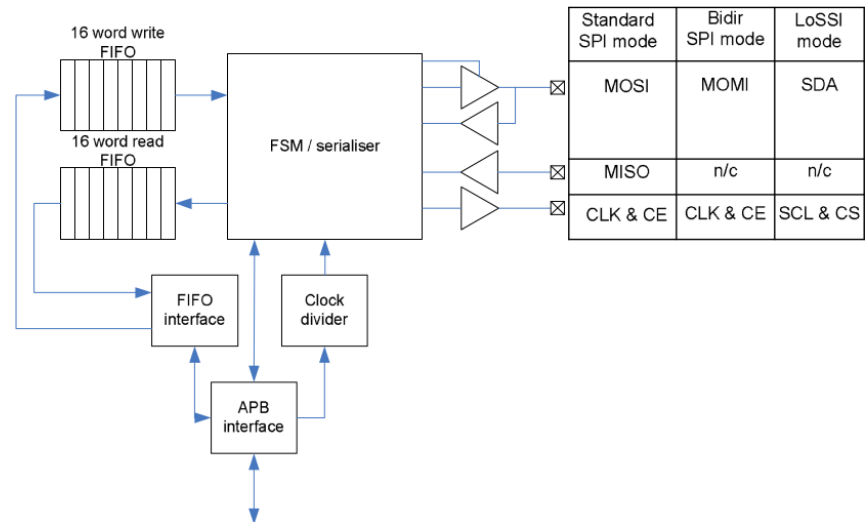 16 word write
FIFO
16 word read
FIFO
FSM / serialiser
FIFO
interface
Clock
divider
APB
interface
Standard
SPI mode
Bidir
SPI mode
LoSSI
mode
MOSI
MOMI
SDA
MISO
n/c
n/c
CLK & CE
CLK & CE
SCL & CS